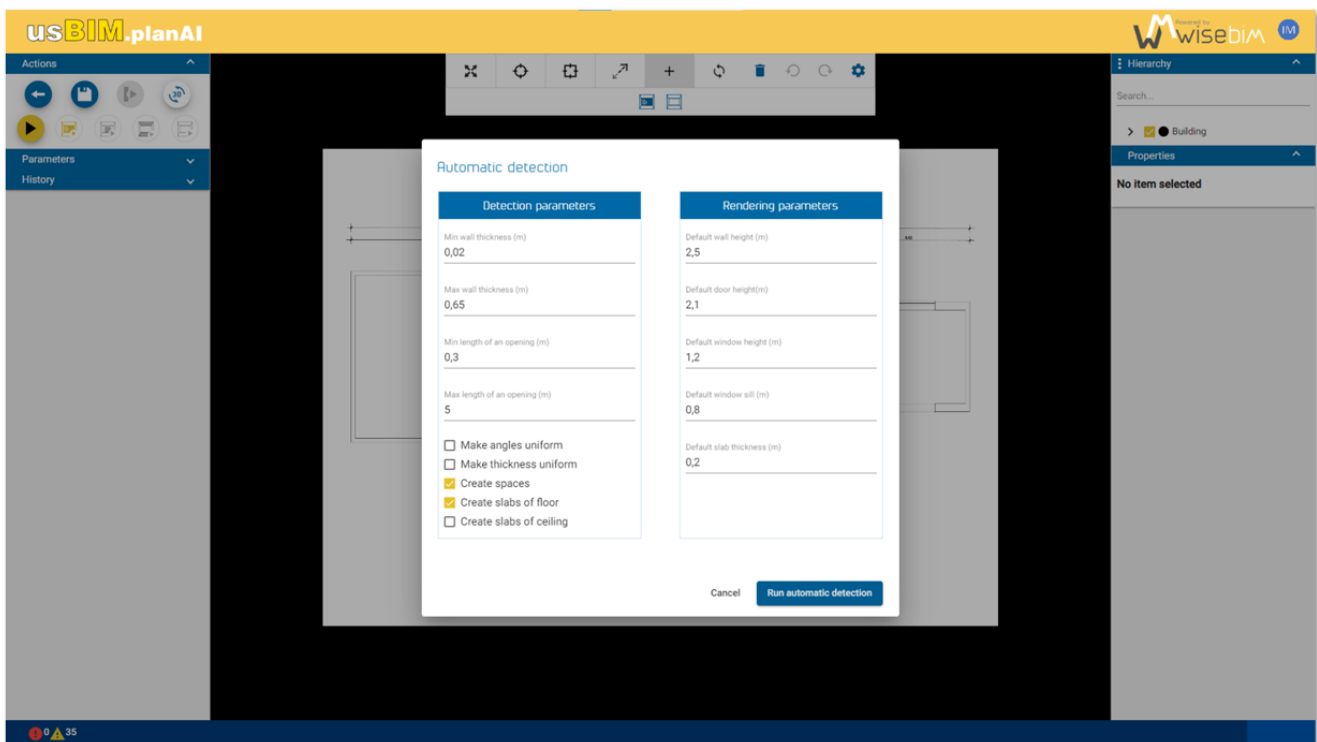 usBIM.planAI
Powered by
wisebim
IM
Actions
Hierarchy
Search...
Building
Parameters
Properties
History
No item selected
Automatic detection
Detection parameters
Rendering parameters
Min wall thickness (m)
Default wall height (m)
0,02
2,5
Max wall thickness (m)
Default door height(m)
0,65
2,1
Min length of an opening (m)
Default window height (m)
0,3
1,2
Max length of an opening (m)
Default window sill (m)
5
0,8
Make angles uniform
Default slab thickness (m)
Make thickness uniform
0,2
Create spaces
Create slabs of floor
Create slabs of ceiling
Cancel
Run automatic detection
0
35